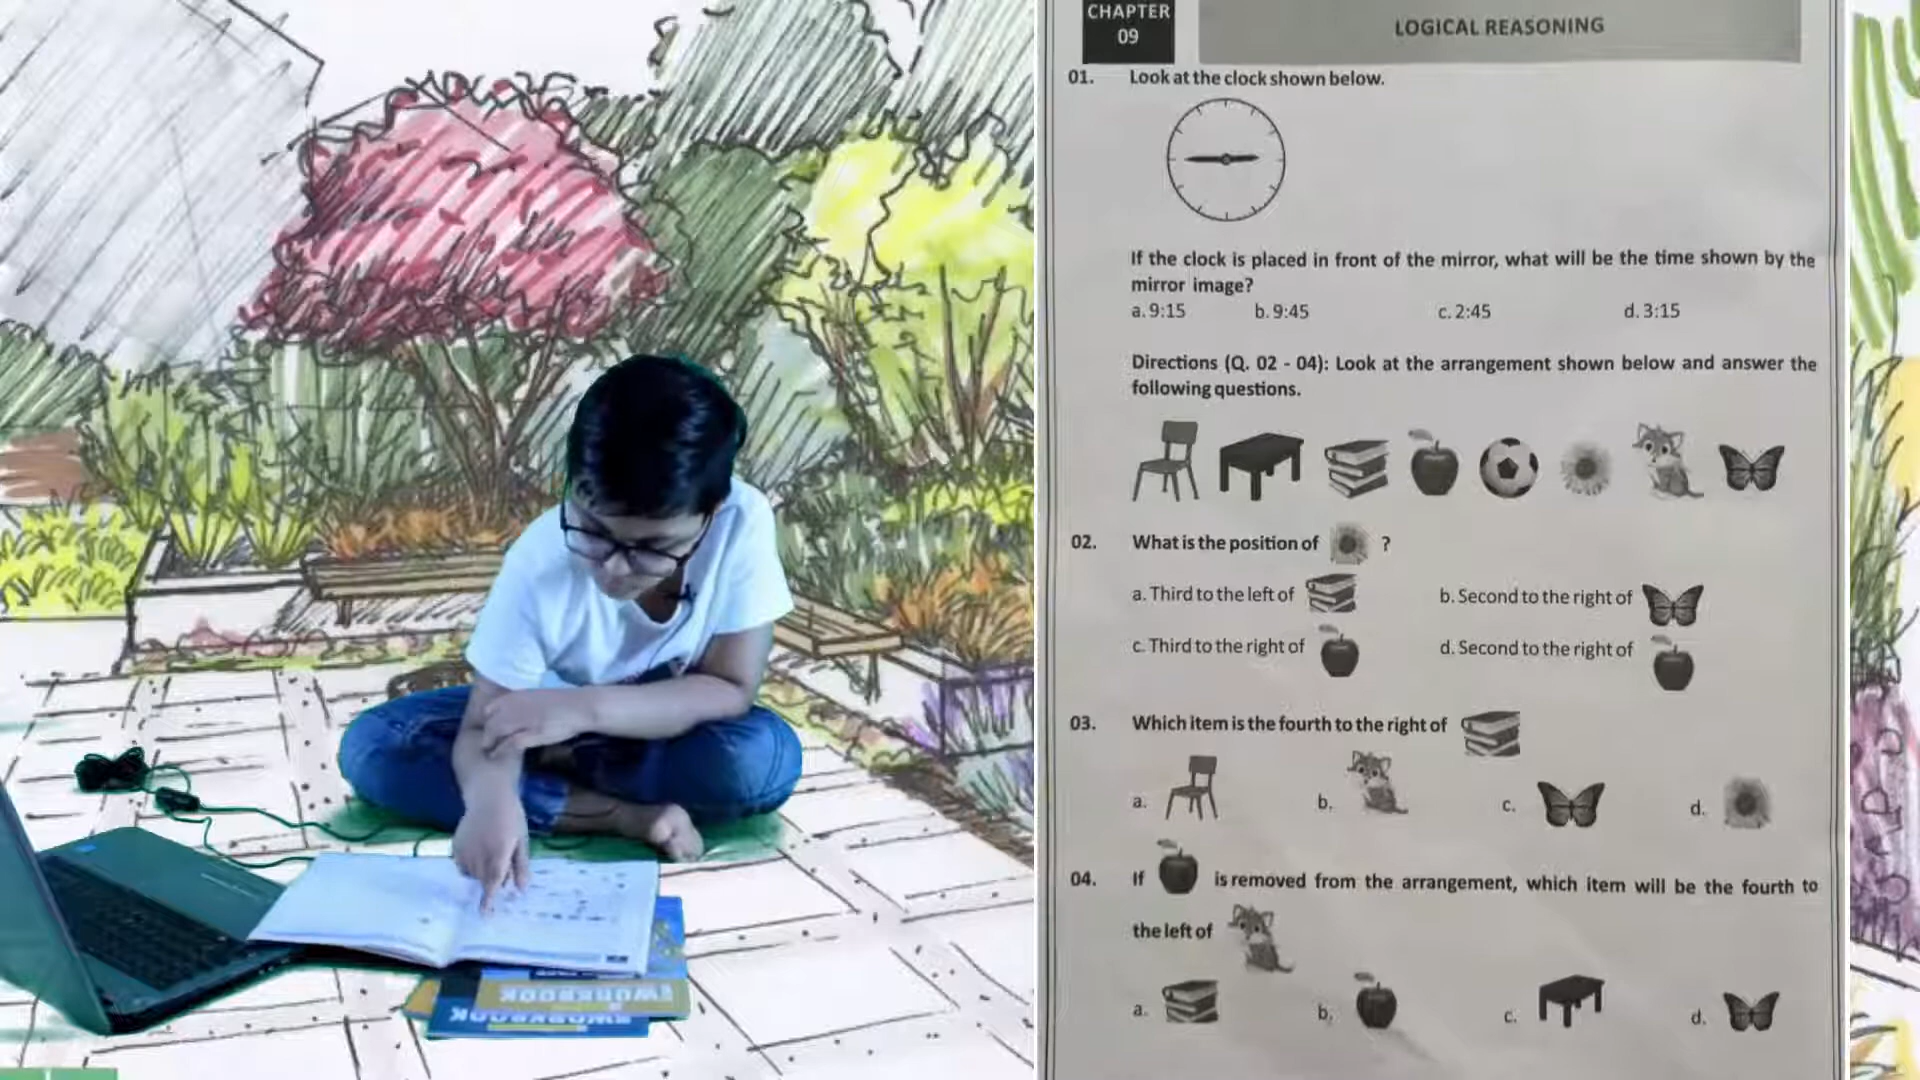 CHAPTER
09
LOGICAL REASONING
01. Look at the clock shown below.
If the clock is placed in front of the mirror, what will be the time shown by the
mirror image?
a. 9:15 b. 9:45 c. 2:45 d. 3:15
Directions (Q. 02 - 04): Look at the arrangement shown below and answer the
following questions.
02. What is the position of ?
a. Third to the left of b. Second to the right of
c. Third to the right of d. Second to the right of
03. Which item is the fourth to the right of
a. b. c. d.
04. If is removed from the arrangement, which item will be the fourth to
the left of
a. b. c. d.
WORKBOOK
WORKBOOK